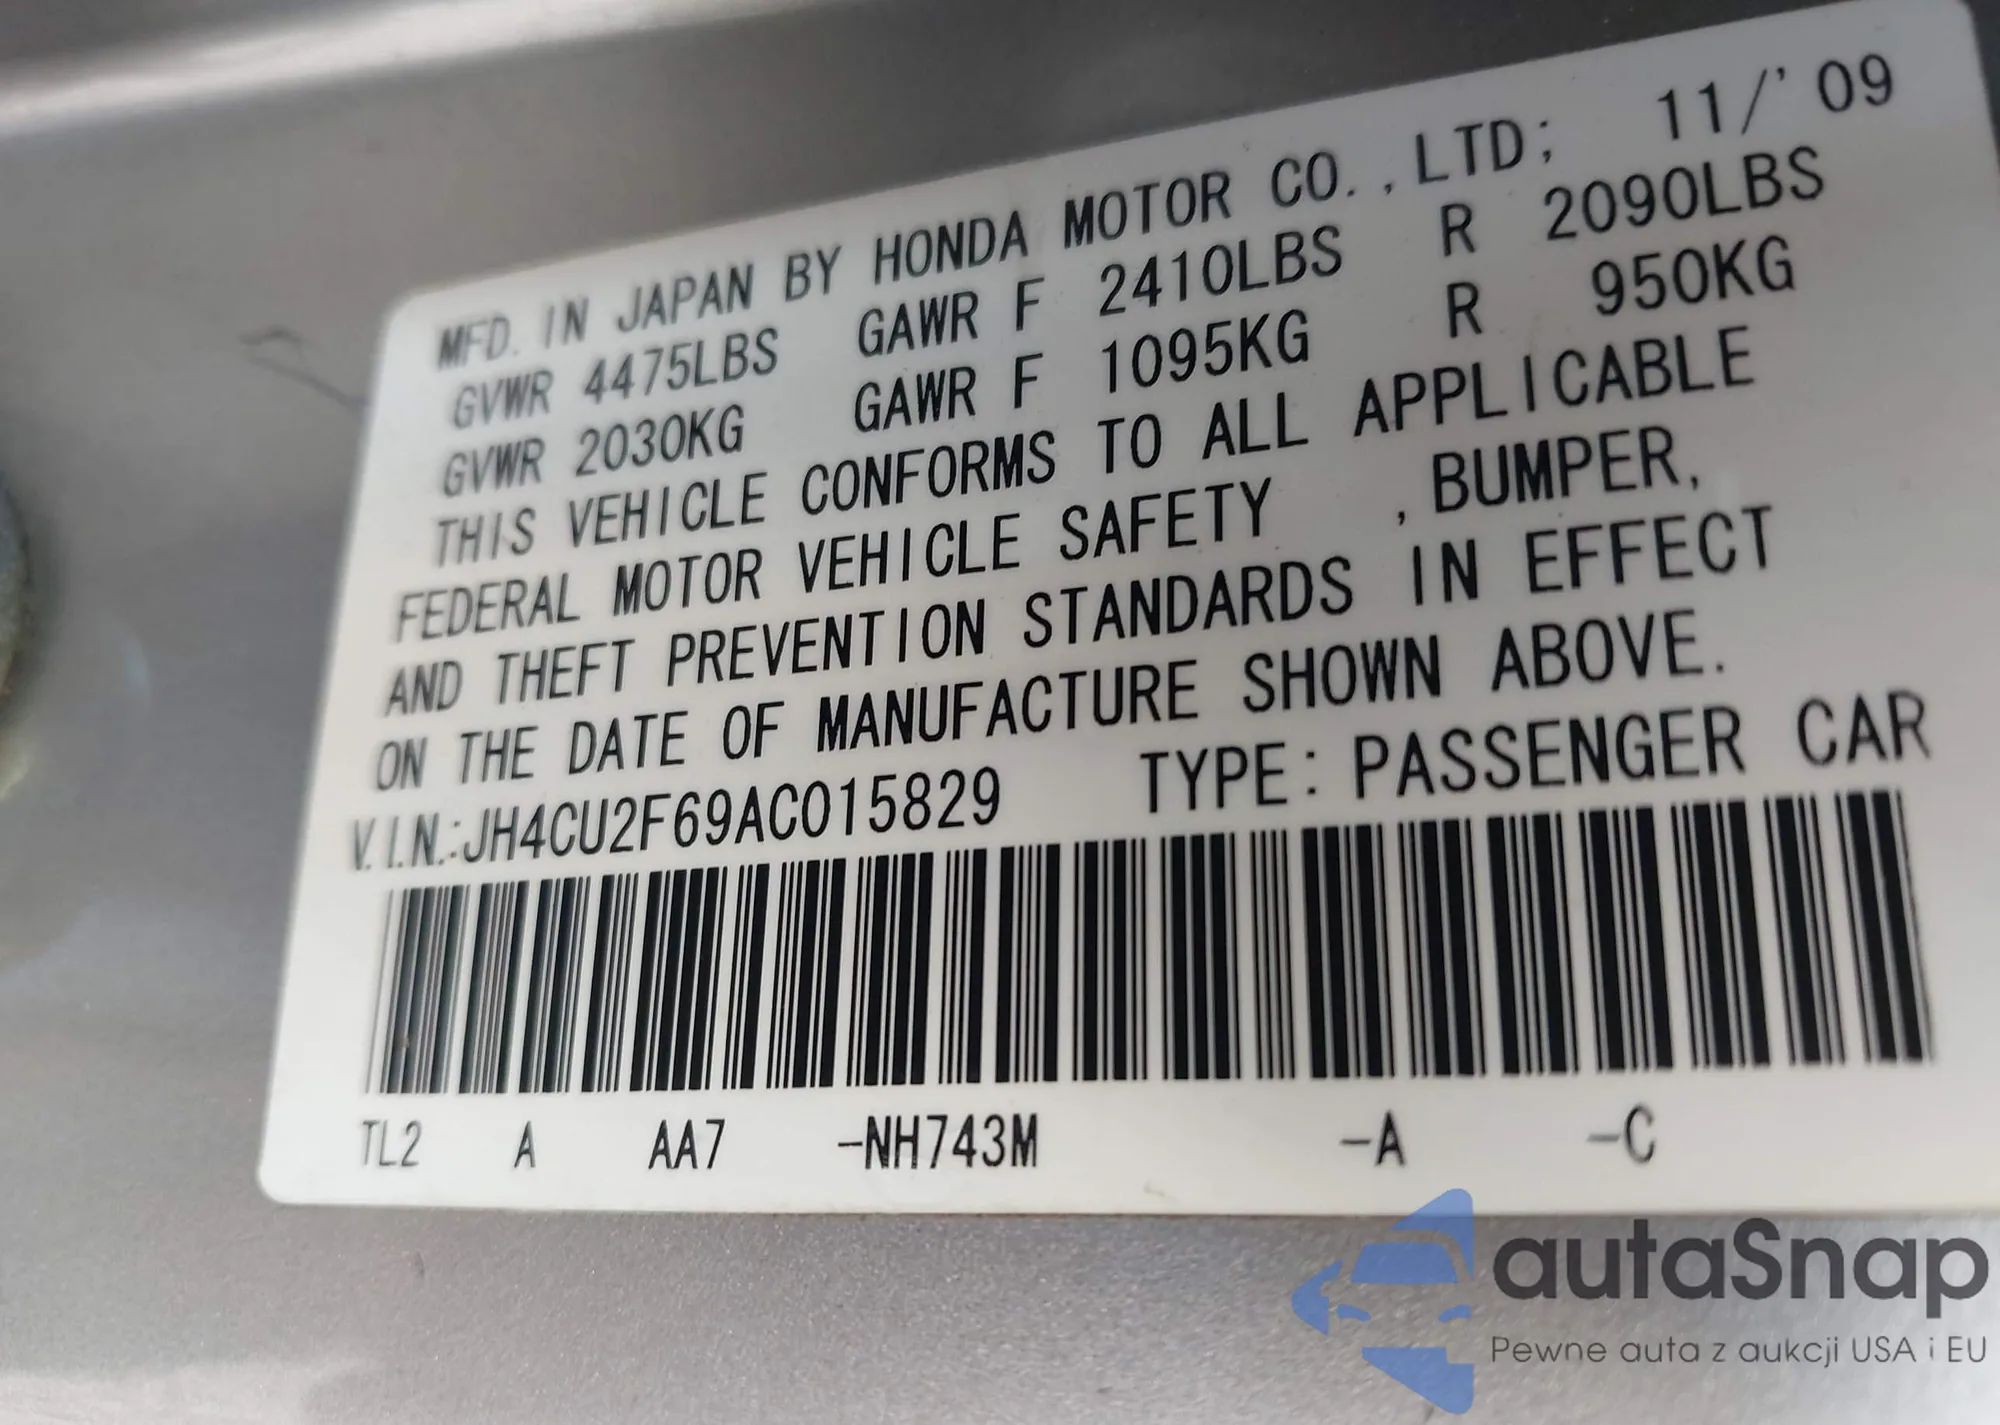 MFD. IN JAPAN BY HONDA MOTOR CO.,LTD; 11/'09
GVWR 4475LBS GAWR F 2410LBS R 2090LBS
GVWR 2030KG GAWR F 1095KG R 950KG
THIS VEHICLE CONFORMS TO ALL APPLICABLE
FEDERAL MOTOR VEHICLE SAFETY , BUMPER,
AND THEFT PREVENTION STANDARDS IN EFFECT
ON THE DATE OF MANUFACTURE SHOWN ABOVE.
V.I.N.:JH4CU2F69AC015829 TYPE: PASSENGER CAR
TL2 A AA7 -NH743M -A -C
autaSnap
Pewne auta z aukcji USA i EU